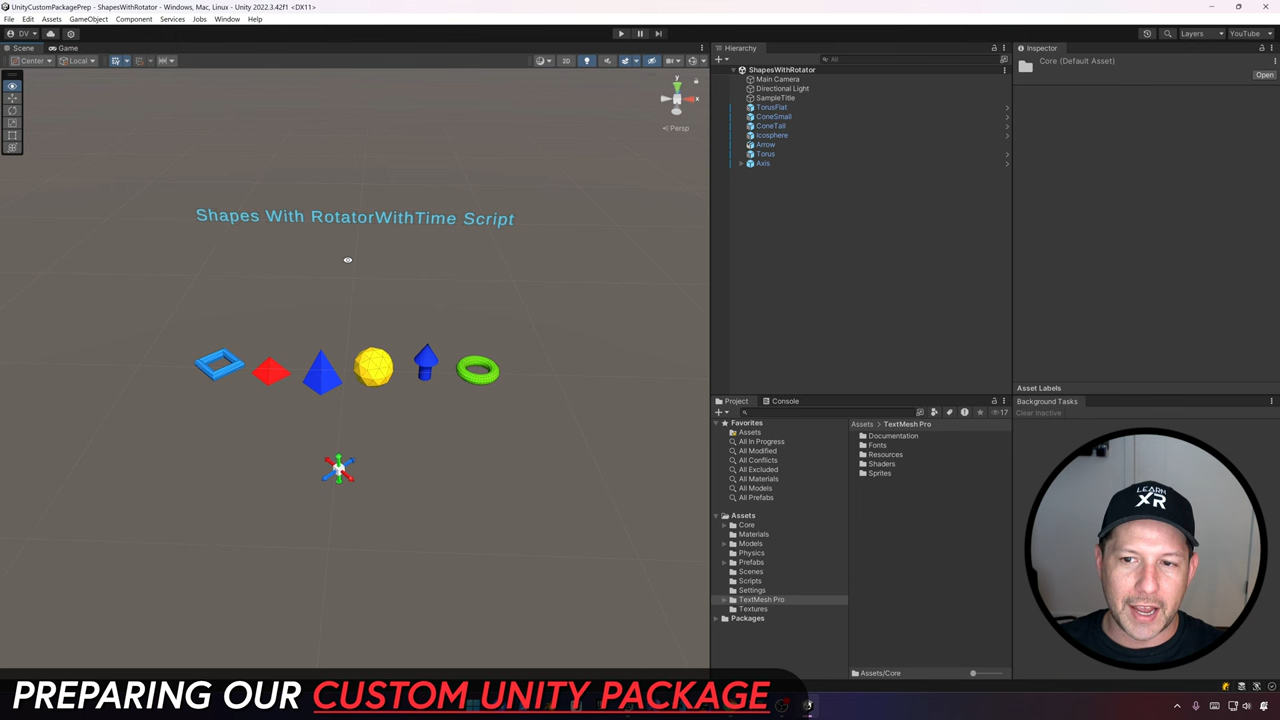 UnityCustomPackagePrep - ShapesWithRotator - Windows, Mac, Linux - Unity 2022.3.42f1 <DX11>
File Edit Assets GameObject Component Services Jobs Window Help
DV Layers YouTube
Scene Game
Center Local 2D
y
x
Persp
Shapes With RotatorWithTime Script
Hierarchy
All
ShapesWithRotator
Main Camera
Directional Light
SampleTitle
TorusFlat
ConeSmall
ConeTall
Icosphere
Arrow
Torus
Axis
Inspector
Core (Default Asset)
Open
Asset Labels
Background Tasks
Clear Inactive
Project Console
17
Favorites
Assets
All In Progress
All Modified
All Conflicts
All Excluded
All Materials
All Models
All Prefabs
Assets
Core
Materials
Models
Physics
Prefabs
Scenes
Scripts
Settings
TextMesh Pro
Textures
Packages
Assets > TextMesh Pro
Documentation
Fonts
Resources
Shaders
Sprites
Assets/Core
LEARN
XR
PREPARING OUR CUSTOM UNITY PACKAGE